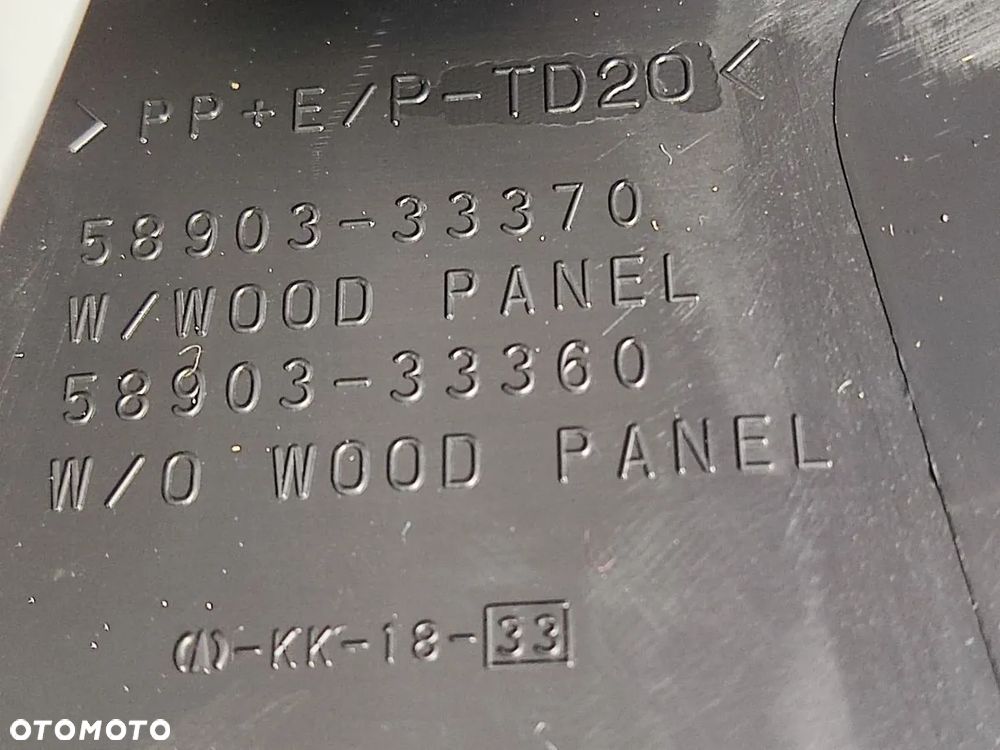 >PP+E/P-TD20<
58903-33370
W/WOOD PANEL
58903-33360
W/O WOOD PANEL
(A)-KK-18-33
OTOMOTO